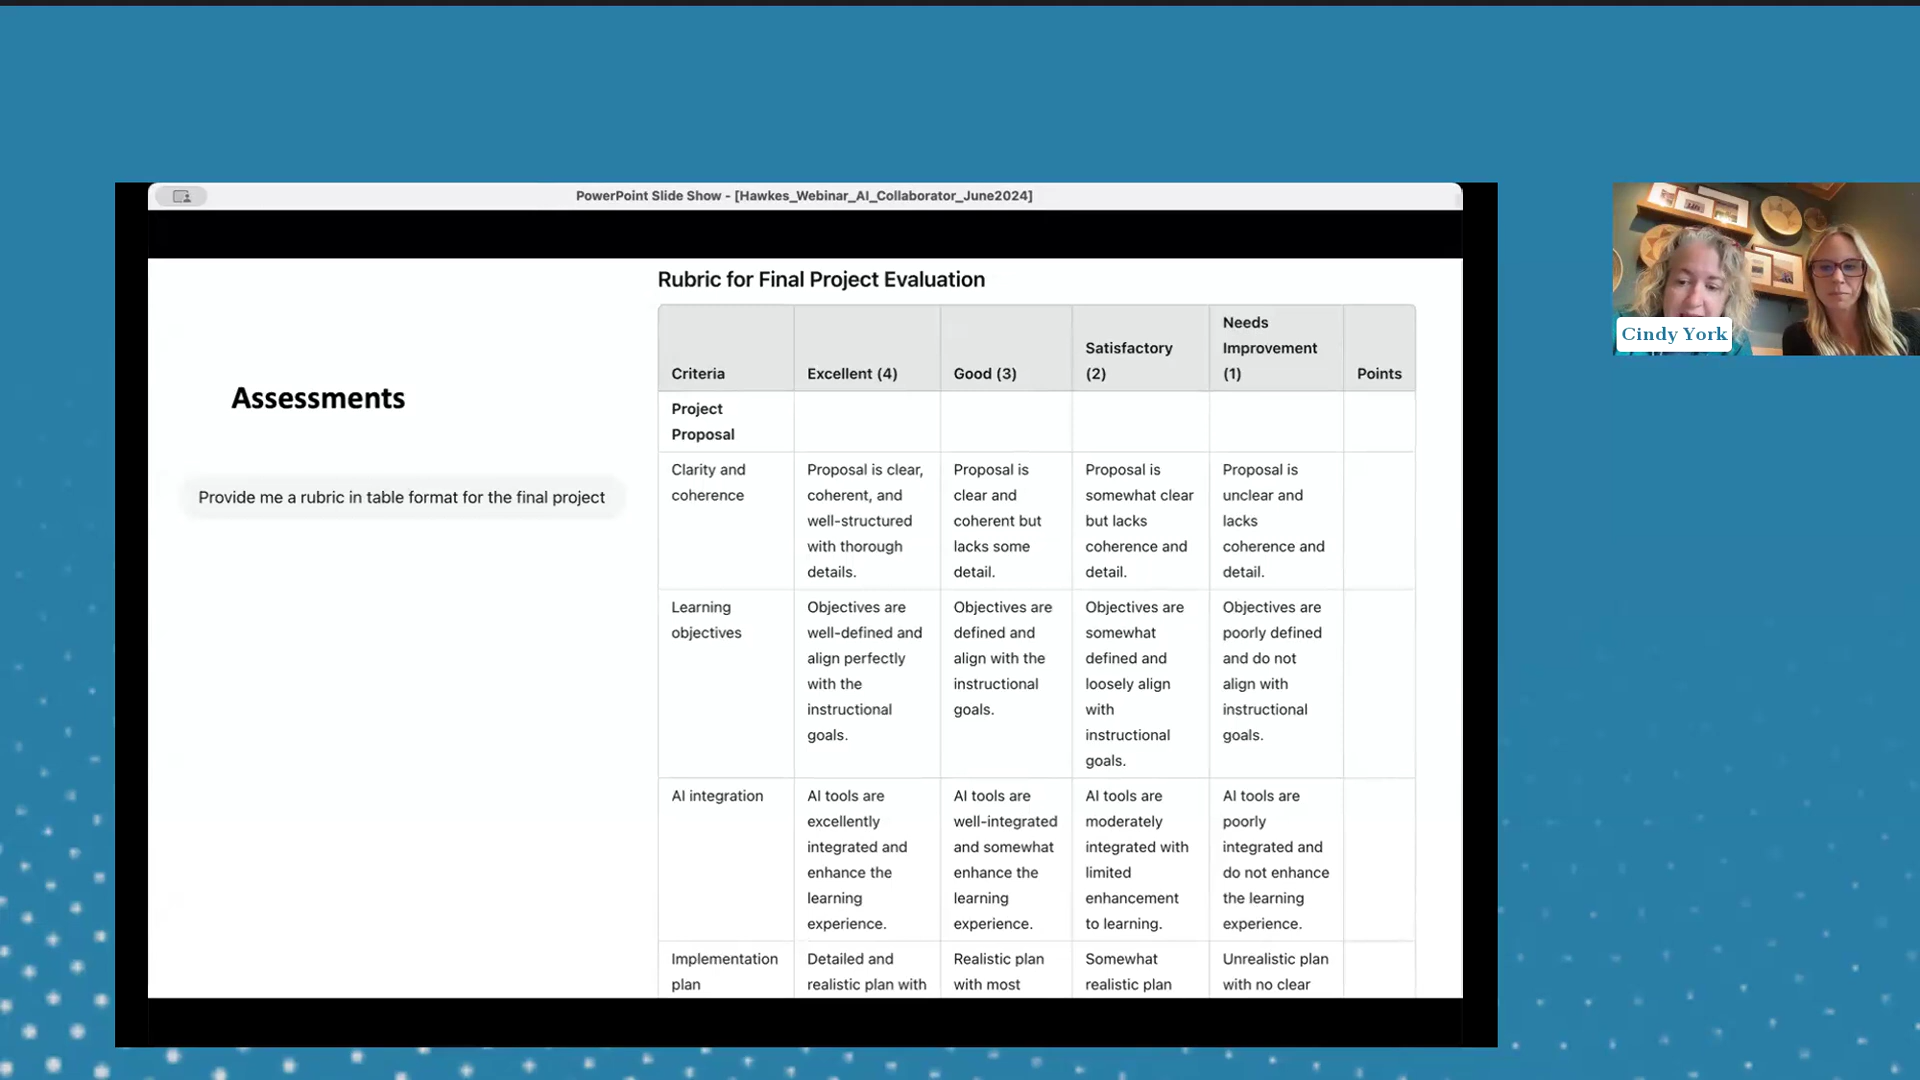 PowerPoint Slide Show - [Hawkes_Webinar_AI_Collaborator_June2024]
Cindy York
Assessments
Provide me a rubric in table format for the final project
Rubric for Final Project Evaluation
Criteria
Excellent (4)
Good (3)
Satisfactory
(2)
Needs
Improvement
(1)
Points
Project
Proposal
Clarity and
coherence
Proposal is clear,
coherent, and
well-structured
with thorough
details.
Proposal is
clear and
coherent but
lacks some
detail.
Proposal is
somewhat clear
but lacks
coherence and
detail.
Proposal is
unclear and
lacks
coherence and
detail.
Learning
objectives
Objectives are
well-defined and
align perfectly
with the
instructional
goals.
Objectives are
defined and
align with the
instructional
goals.
Objectives are
somewhat
defined and
loosely align
with
instructional
goals.
Objectives are
poorly defined
and do not
align with
instructional
goals.
AI integration
AI tools are
excellently
integrated and
enhance the
learning
experience.
AI tools are
well-integrated
and somewhat
enhance the
learning
experience.
AI tools are
moderately
integrated with
limited
enhancement
to learning.
AI tools are
poorly
integrated and
do not enhance
the learning
experience.
Implementation
plan
Detailed and
realistic plan with
Realistic plan
with most
Somewhat
realistic plan
Unrealistic plan
with no clear